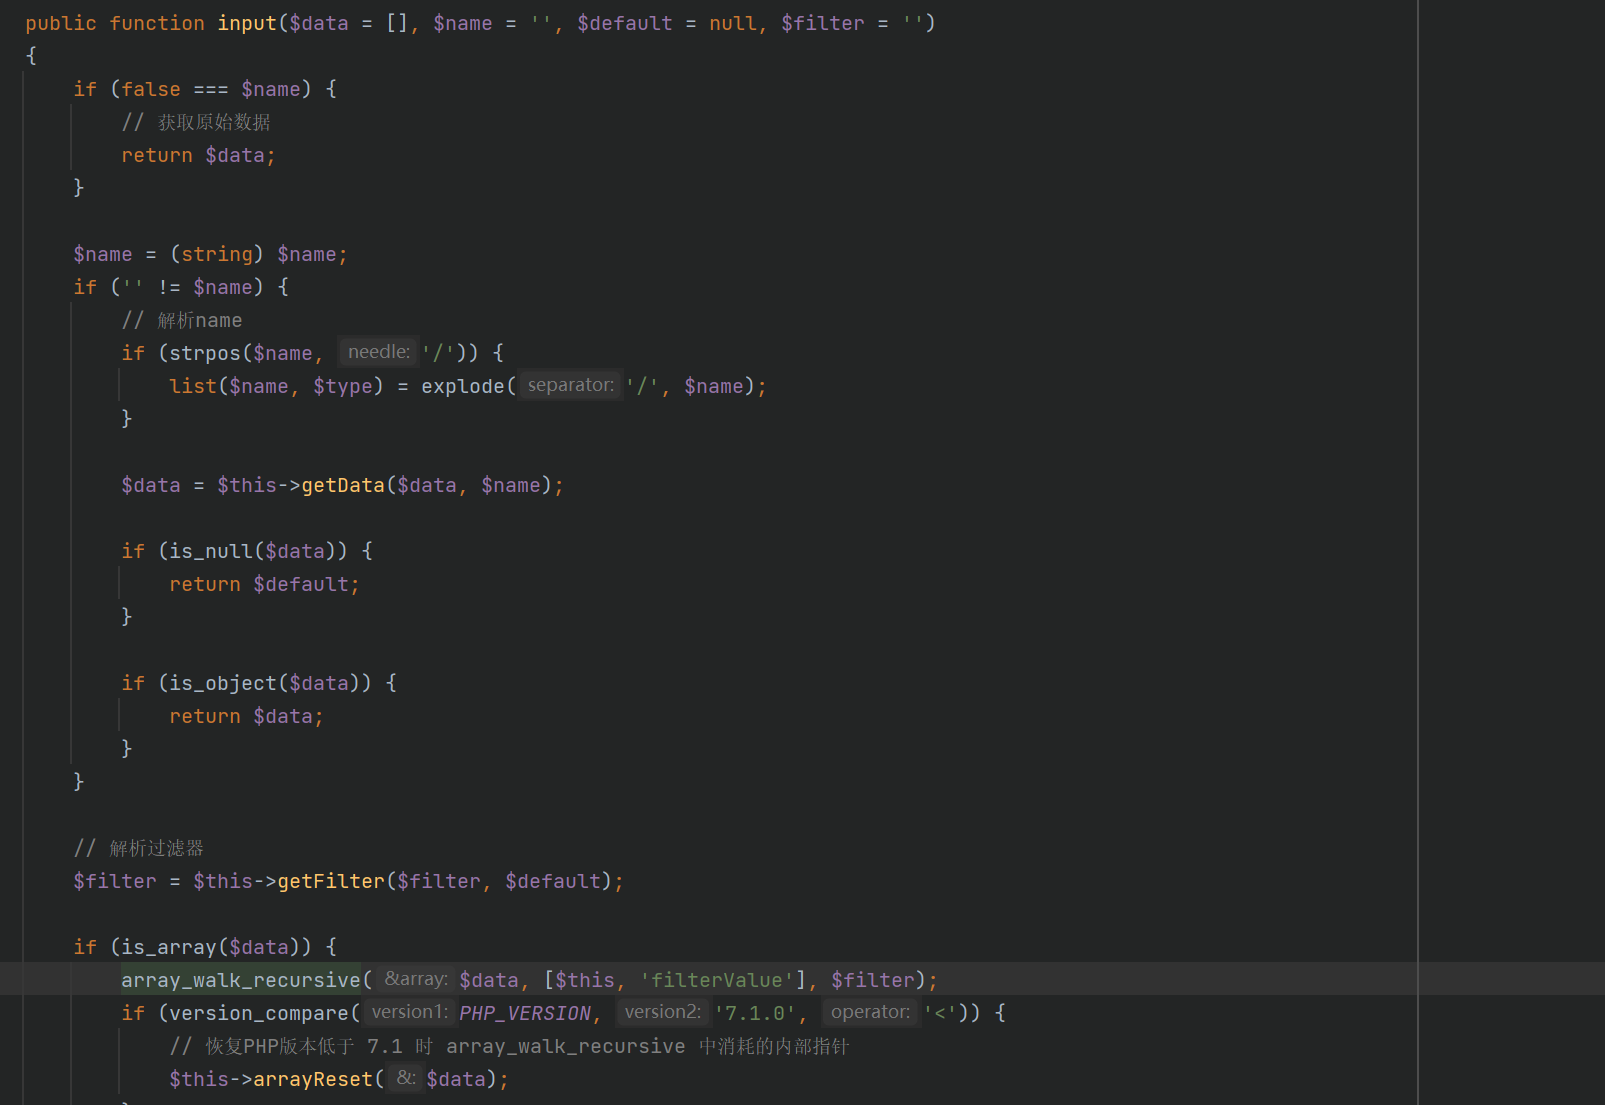 public function input($data = [], $name = '', $default = null, $filter = '')
{
    if (false === $name) {
        // 获取原始数据
        return $data;
    }

    $name = (string) $name;
    if ('' != $name) {
        // 解析name
        if (strpos($name, needle: '/')) {
            list($name, $type) = explode( separator: '/', $name);
        }

        $data = $this->getData($data, $name);

        if (is_null($data)) {
            return $default;
        }

        if (is_object($data)) {
            return $data;
        }
    }

    // 解析过滤器
    $filter = $this->getFilter($filter, $default);

    if (is_array($data)) {
        array_walk_recursive( &array: $data, [$this, 'filterValue'], $filter);
        if (version_compare( version1: PHP_VERSION, version2: '7.1.0', operator: '<')) {
            // 恢复PHP版本低于 7.1 时 array_walk_recursive 中消耗的内部指针
            $this->arrayReset( &: $data);